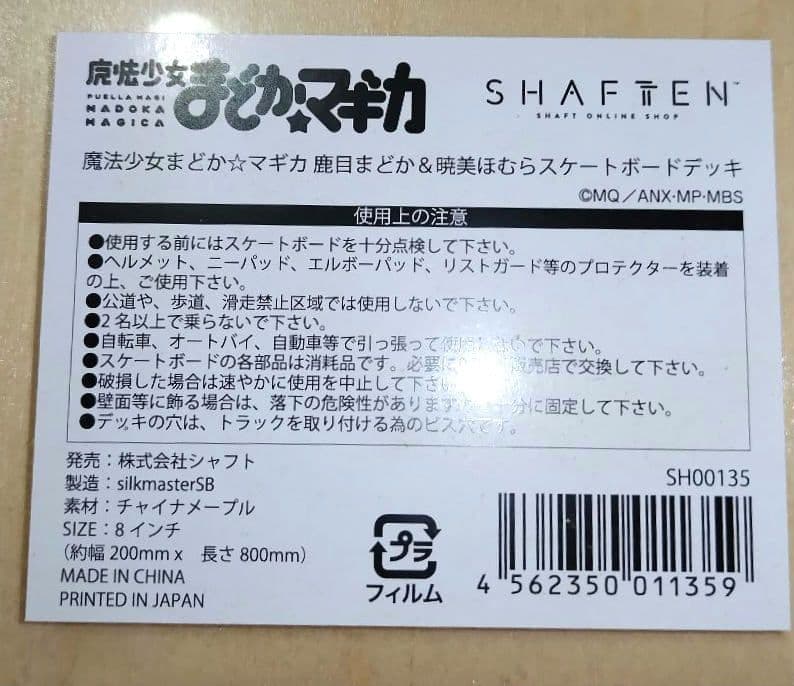 魔法少女
PUELLA MAGI
MADOKA
MAGICA
まどか☆マギカ
SHAFTEN™
SHAFT ONLINE SHOP
魔法少女まどか☆マギカ 鹿目まどか＆暁美ほむらスケートボードデッキ
©MQ／ANX・MP・MBS
使用上の注意
●使用する前にはスケートボードを十分点検して下さい。
●ヘルメット、ニーパッド、エルボーパッド、リストガード等のプロテクターを装着
の上、ご使用下さい。
●公道や、歩道、滑走禁止区域では使用しないで下さい。
●2名以上で乗らないで下さい。
●自転車、オートバイ、自動車等で引っ張って使用しないで下さい。
●スケートボードの各部品は消耗品です。必要に 販売店で交換して下さい。
●破損した場合は速やかに使用を中止して下さい。
●壁面等に飾る場合は、落下の危険性があります 十分に固定して下さい。
●デッキの穴は、トラックを取り付ける為のビス穴です。
発売：株式会社シャフト
製造：silkmasterSB
素材：チャイナメープル
SIZE：8インチ
（約幅 200mm x 長さ 800mm）
MADE IN CHINA
PRINTED IN JAPAN
プラ
フィルム
SH00135
4 562350 011359